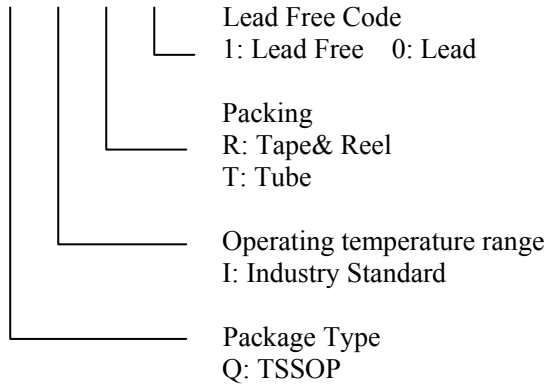 Lead Free Code
1: Lead Free 0: Lead
Packing
R: Tape& Reel
T: Tube
Operating temperature range
I: Industry Standard
Package Type
Q: TSSOP